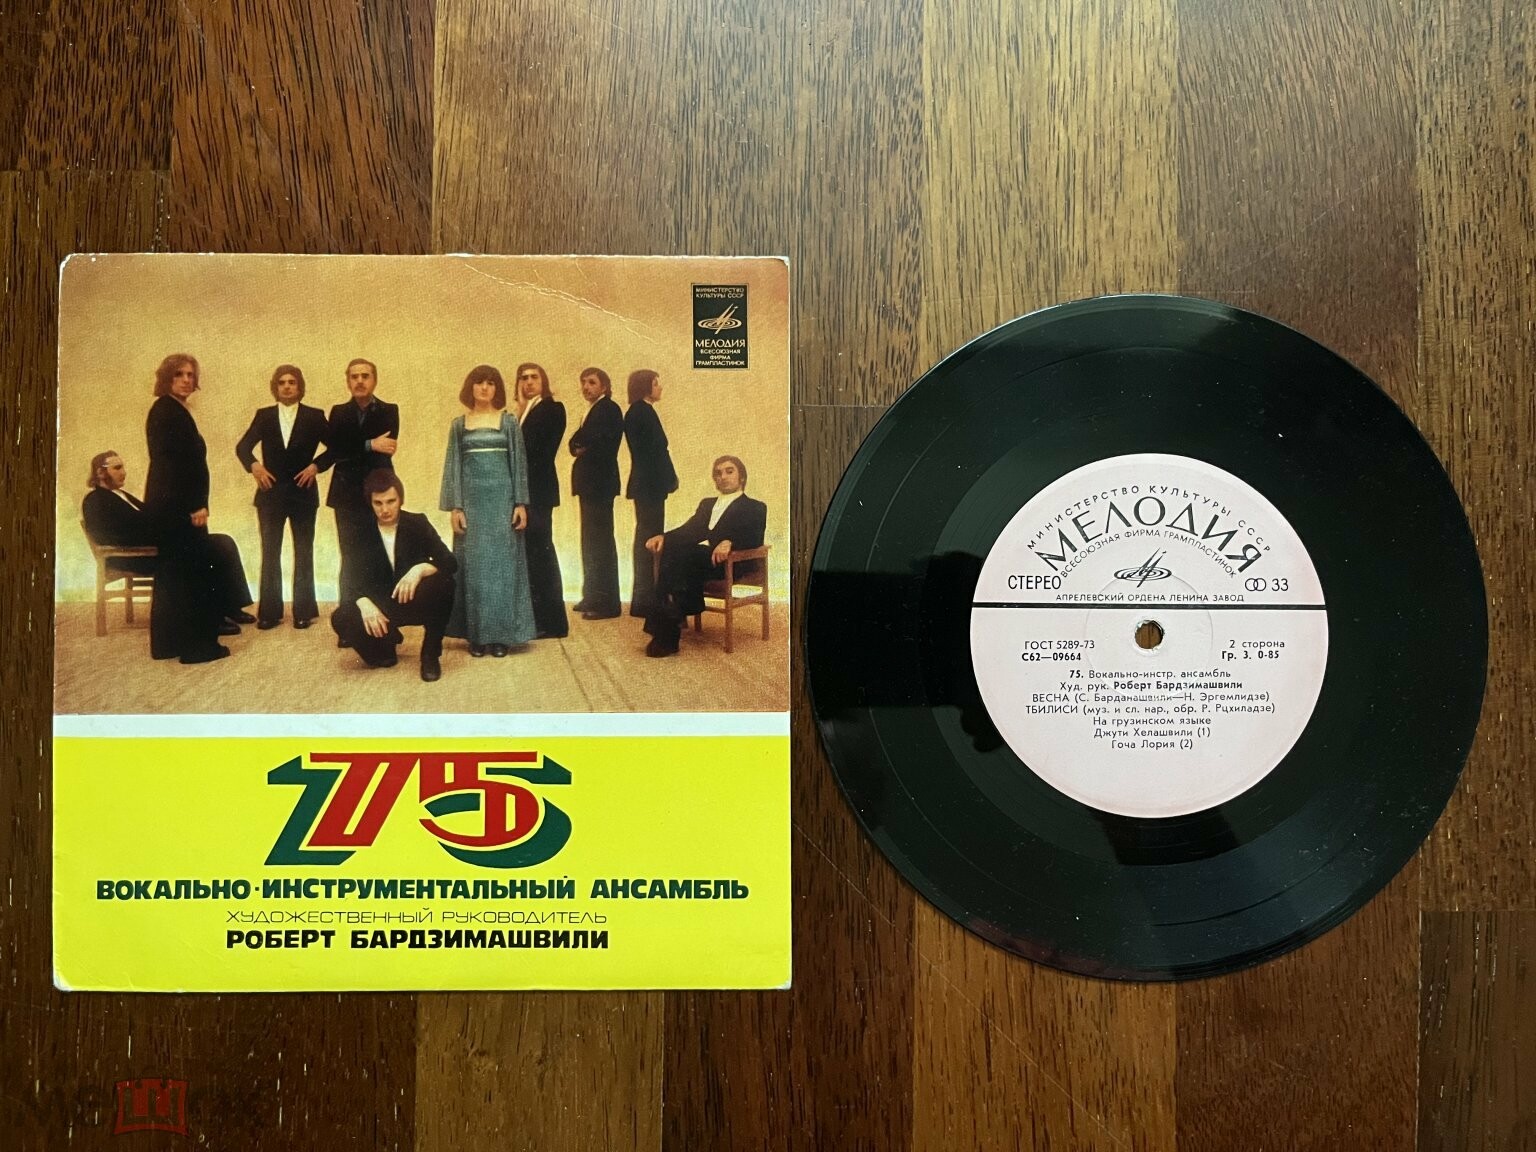 МИНИСТЕРСТВО
КУЛЬТУРЫ СССР
МЕЛОДИЯ
ВСЕСОЮЗНАЯ
ФИРМА
ГРАМПЛАСТИНОК
75
ВОКАЛЬНО-ИНСТРУМЕНТАЛЬНЫЙ АНСАМБЛЬ
ХУДОЖЕСТВЕННЫЙ РУКОВОДИТЕЛЬ
РОБЕРТ БАРДЗИМАШВИЛИ
МИНИСТЕРСТВО КУЛЬТУРЫ СССР
МЕЛОДИЯ
ВСЕСОЮЗНАЯ ФИРМА ГРАМПЛАСТИНОК
СТЕРЕО 33
АПРЕЛЕВСКИЙ ОРДЕНА ЛЕНИНА ЗАВОД
ГОСТ 5289-73 2 сторона
С62—09664 Гр. 3. 0-85
75. Вокально-инстр. ансамбль
Худ. рук. Роберт Бардзимашвили
ВЕСНА (С. Барданашвили—Н. Эргемлидзе)
ТБИЛИСИ (муз. и сл. нар., обр. Р. Рцхиладзе)
На грузинском языке
Джути Хелашвили (1)
Гоча Лория (2)